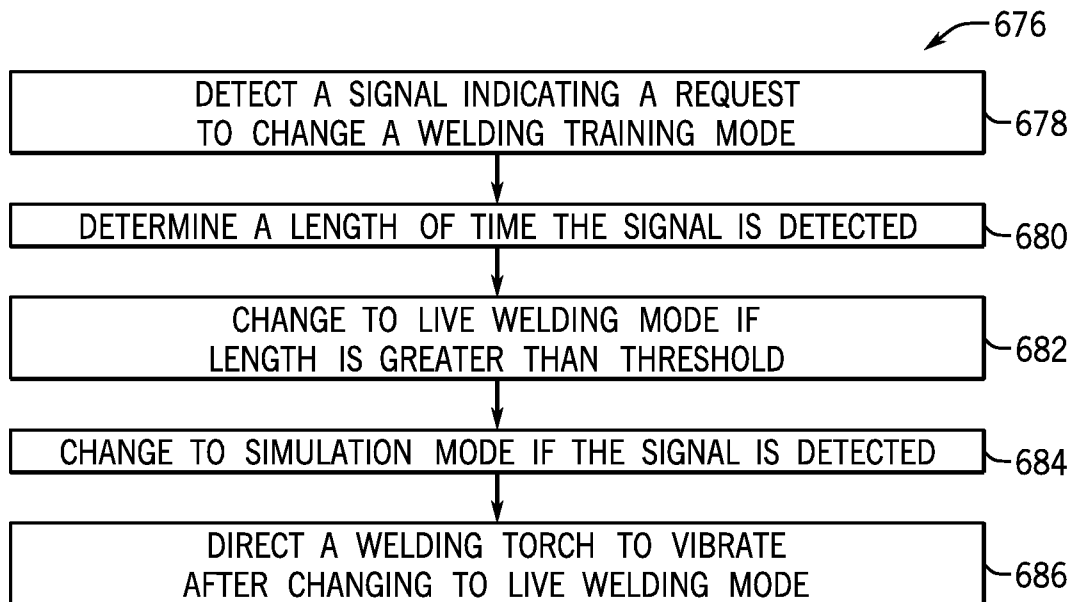 676
DETECT A SIGNAL INDICATING A REQUEST
TO CHANGE A WELDING TRAINING MODE
678
DETERMINE A LENGTH OF TIME THE SIGNAL IS DETECTED
680
CHANGE TO LIVE WELDING MODE IF
LENGTH IS GREATER THAN THRESHOLD
682
CHANGE TO SIMULATION MODE IF THE SIGNAL IS DETECTED
684
DIRECT A WELDING TORCH TO VIBRATE
AFTER CHANGING TO LIVE WELDING MODE
686